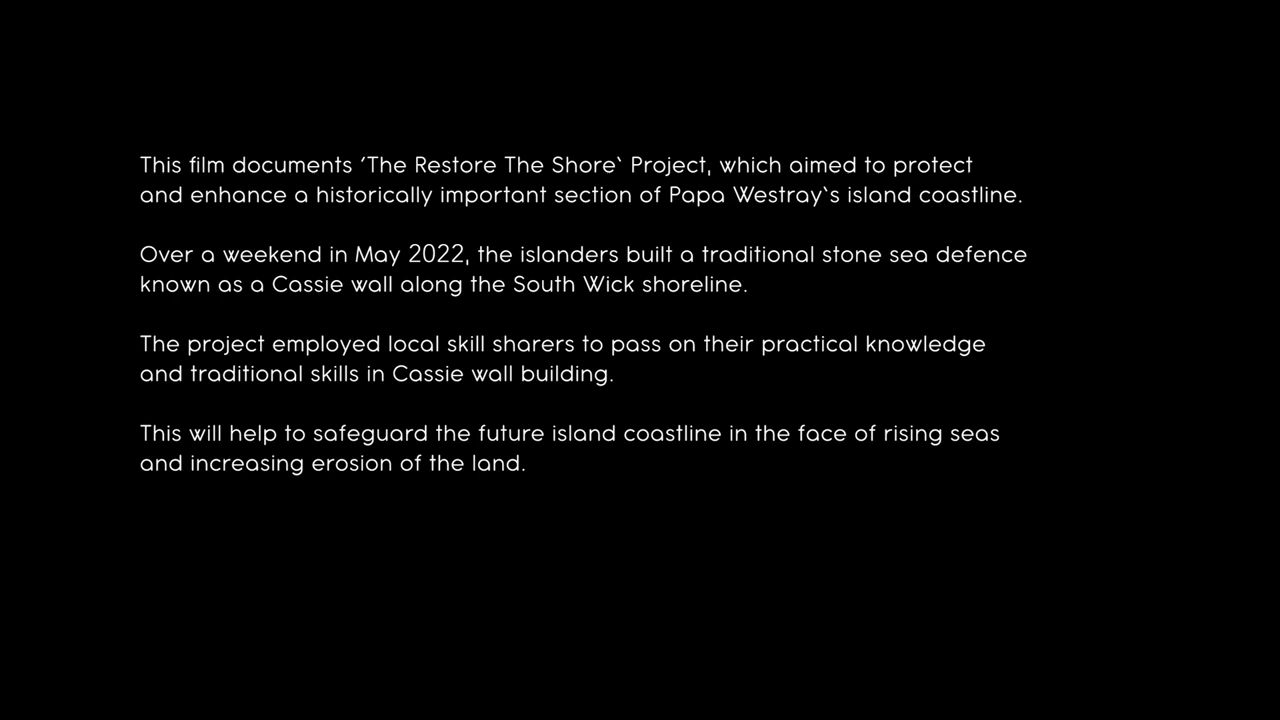 This film documents ‘The Restore The Shore‘ Project, which aimed to protect
and enhance a historically important section of Papa Westray‘s island coastline.
Over a weekend in May 2022, the islanders built a traditional stone sea defence
known as a Cassie wall along the South Wick shoreline.
The project employed local skill sharers to pass on their practical knowledge
and traditional skills in Cassie wall building.
This will help to safeguard the future island coastline in the face of rising seas
and increasing erosion of the land.